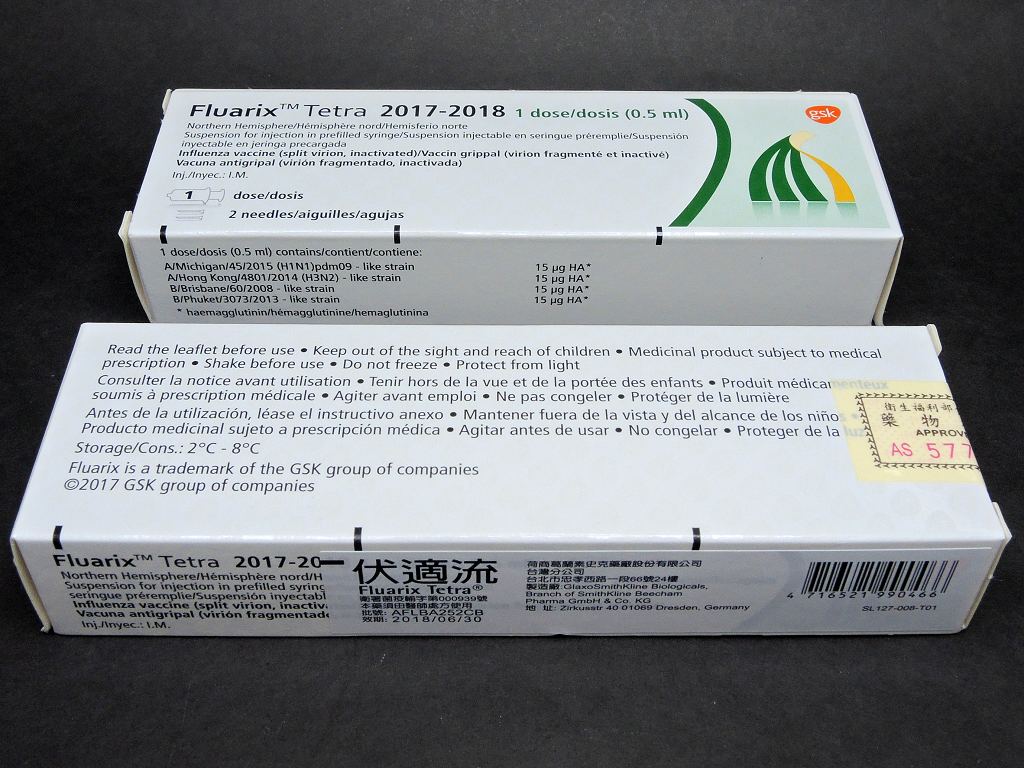 Fluarix™ Tetra 2017-2018 1 dose/dosis (0.5 ml)
gsk
Northern Hemisphere/Hémisphère nord/Hemisferio norte
Suspension for injection in prefilled syringe/Suspension injectable en seringue préremplie/Suspensión
inyectable en jeringa precargada
Influenza vaccine (split virion, inactivated)/Vaccin grippal (virion fragmenté et inactivé)
Vacuna antigripal (virión fragmentado, inactivada)
Inj./Inyec.: I.M.
1 dose/dosis
2 needles/aiguilles/agujas
1 dose/dosis (0.5 ml) contains/contient/contiene:
A/Michigan/45/2015 (H1N1)pdm09 - like strain 15 µg HA*
A/Hong Kong/4801/2014 (H3N2) - like strain 15 µg HA*
B/Brisbane/60/2008 - like strain 15 µg HA*
B/Phuket/3073/2013 - like strain 15 µg HA*
* haemagglutinin/hémagglutinine/hemaglutinina
Read the leaflet before use • Keep out of the sight and reach of children • Medicinal product subject to medical
prescription • Shake before use • Do not freeze • Protect from light
Consulter la notice avant utilisation • Tenir hors de la vue et de la portée des enfants • Produit médicamenteux
soumis à prescription médicale • Agiter avant emploi • Ne pas congeler • Protéger de la lumière
Antes de la utilización, léase el instructivo anexo • Mantener fuera de la vista y del alcance de los niños •
Producto medicinal sujeto a prescripción médica • Agitar antes de usar • No congelar • Proteger de la luz
Storage/Cons.: 2°C - 8°C
Fluarix is a trademark of the GSK group of companies
©2017 GSK group of companies
衛生福利部
藥物
APPROV
AS 577
Fluarix™ Tetra 2017-20
Northern Hemisphere/Hémisphère nord/H
Suspension for injection in prefilled syring
seringue préremplie/Suspensión inyectabl
Influenza vaccine (split virion, inactiv
Vacuna antigripal (virión fragmentad
Inj./Inyec.: I.M.
伏適流
Fluarix Tetra®
衛署菌疫輸字第000939號
本藥須由醫師處方使用
批號: AFLBA252CB
效期: 2018/06/30
荷商葛蘭素史克藥廠股份有限公司
台灣分公司
台北市忠孝西路一段66號24樓
製造廠:GlaxoSmithKline Biologicals,
Branch of SmithKline Beecham
Pharma GmbH & Co. KG
地 址: Zirkusstr 40 01069 Dresden, Germany
4 716521 990466
SL127-008-T01